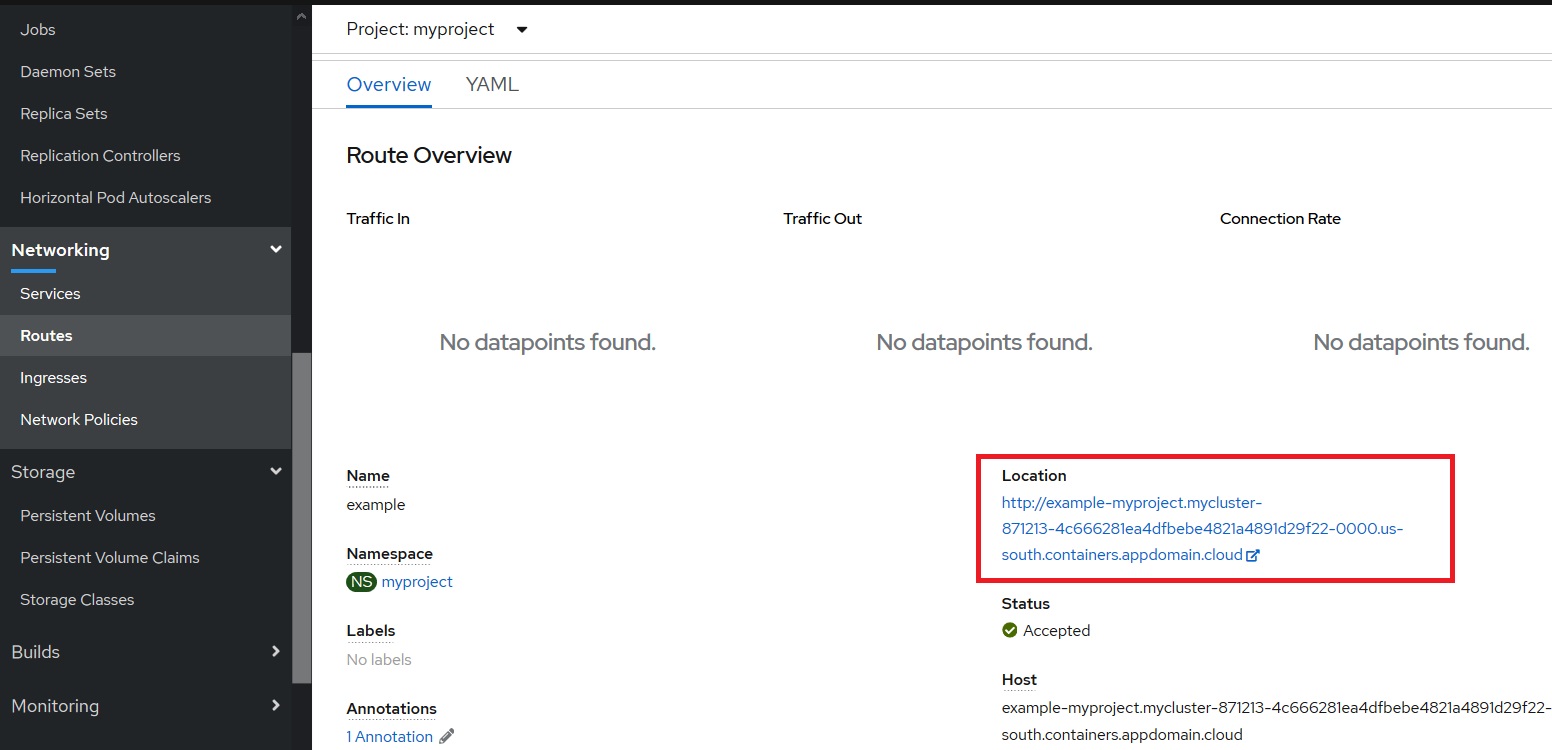 Jobs
Daemon Sets
Replica Sets
Replication Controllers
Horizontal Pod Autoscalers
Networking
Services
Routes
Ingresses
Network Policies
Storage
Persistent Volumes
Persistent Volume Claims
Storage Classes
Builds
Monitoring
Project: myproject
Overview
YAML
Route Overview
Traffic In
Traffic Out
Connection Rate
No datapoints found.
No datapoints found.
No datapoints found.
Name
example
Namespace
NS myproject
Labels
No labels
Annotations
1 Annotation
Location
http://example-myproject.mycluster-
871213-4c666281ea4dfbebe4821a4891d29f22-0000.us-
south.containers.appdomain.cloud
Status
Accepted
Host
example-myproject.mycluster-871213-4c666281ea4dfbebe4821a4891d29f22-
south.containers.appdomain.cloud